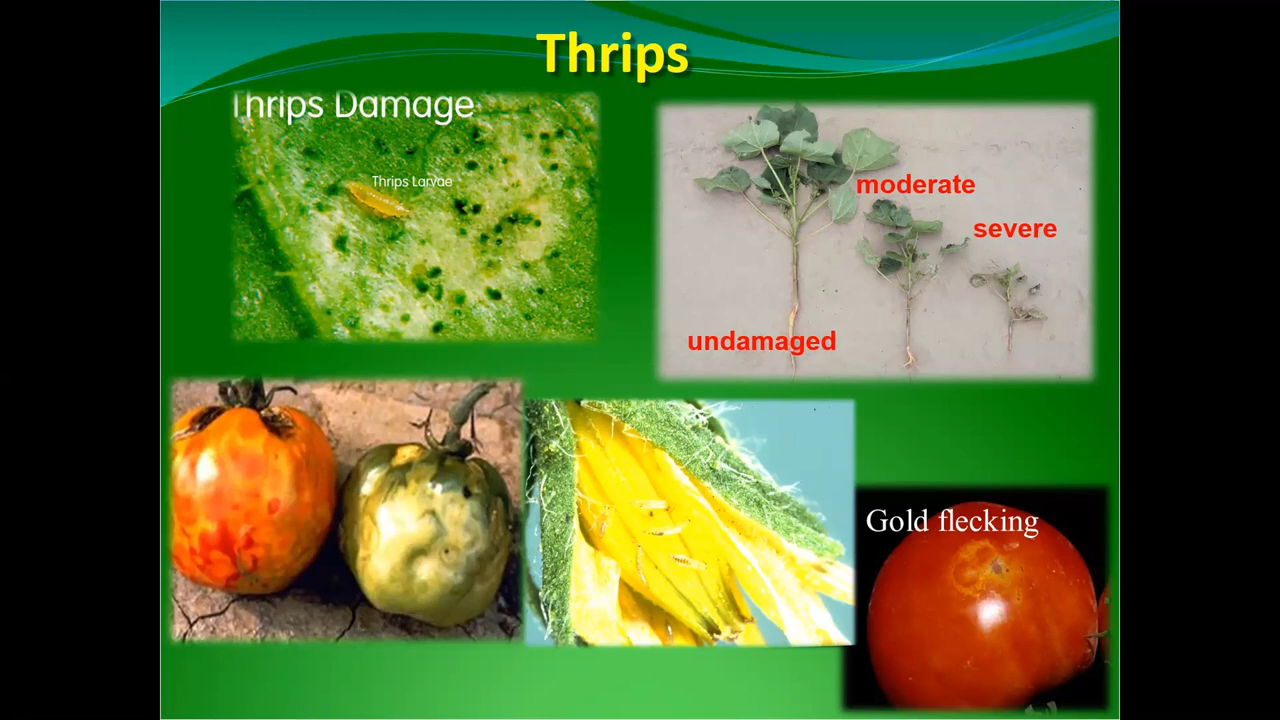 Thrips
Thrips Damage
Thrips Larvae
moderate
severe
undamaged
Gold flecking